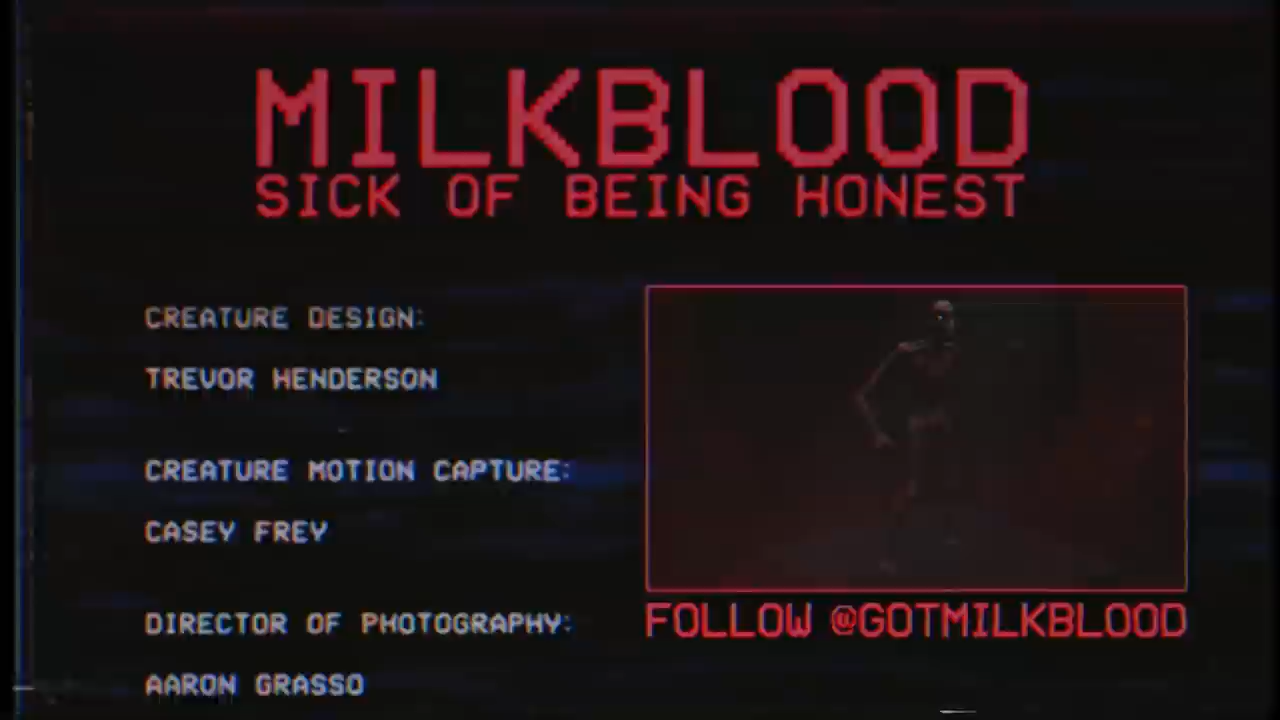 MILKBLOOD
SICK OF BEING HONEST
CREATURE DESIGN:
TREVOR HENDERSON
CREATURE MOTION CAPTURE:
CASEY FREY
DIRECTOR OF PHOTOGRAPHY:
AARON GRASSO
FOLLOW @GOTMILKBLOOD